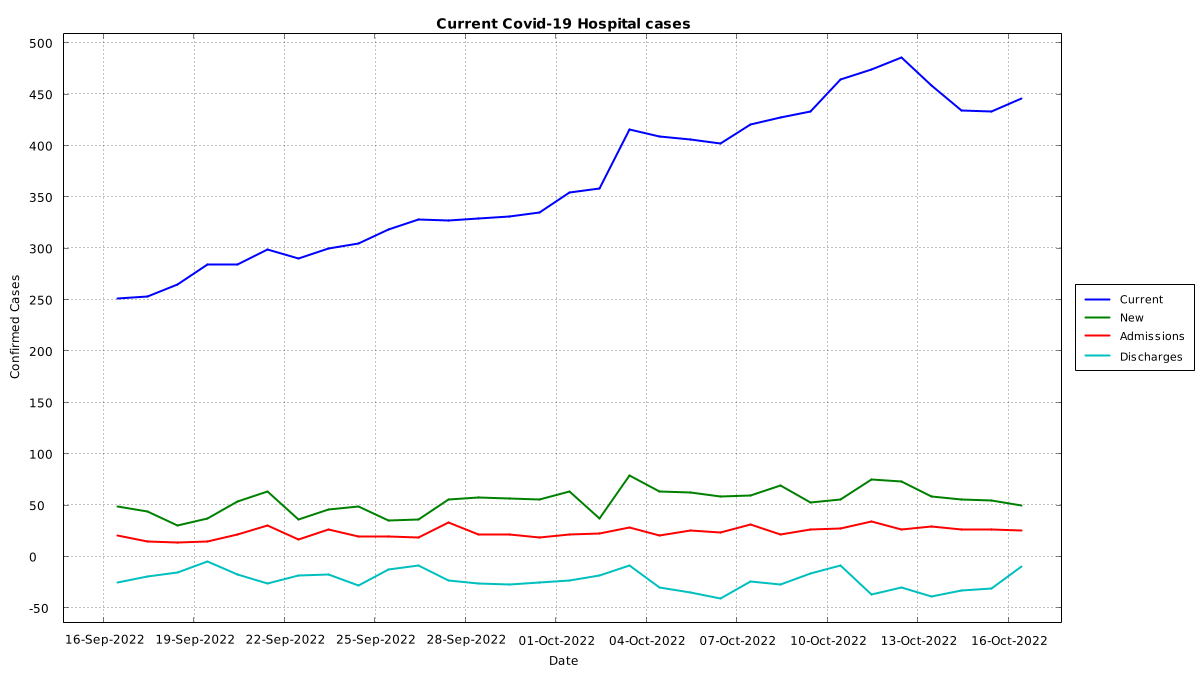 Current Covid-19 Hospital cases
500
450
400
350
300
250
200
150
100
50
0
-50
Confirmed Cases
16-Sep-2022 19-Sep-2022 22-Sep-2022 25-Sep-2022 28-Sep-2022 01-Oct-2022 04-Oct-2022 07-Oct-2022 10-Oct-2022 13-Oct-2022 16-Oct-2022
Date
Current
New
Admissions
Discharges